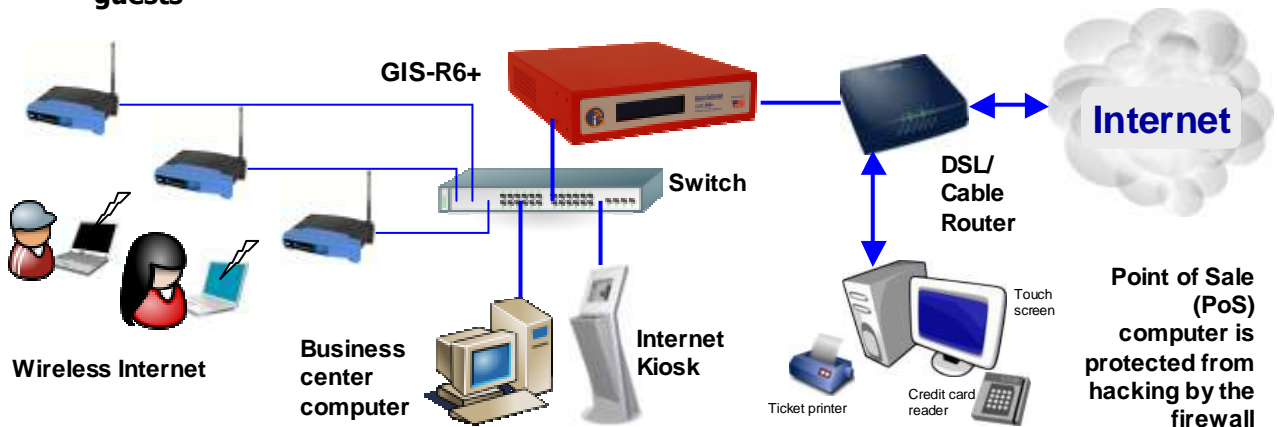 guests
GIS-R6+
Internet
Switch
DSL/
Cable
Router
Wireless Internet
Business
center
computer
Internet
Kiosk
Touch
screen
Ticket printer
Credit card
reader
Point of Sale
(PoS)
computer is
protected from
hacking by the
firewall